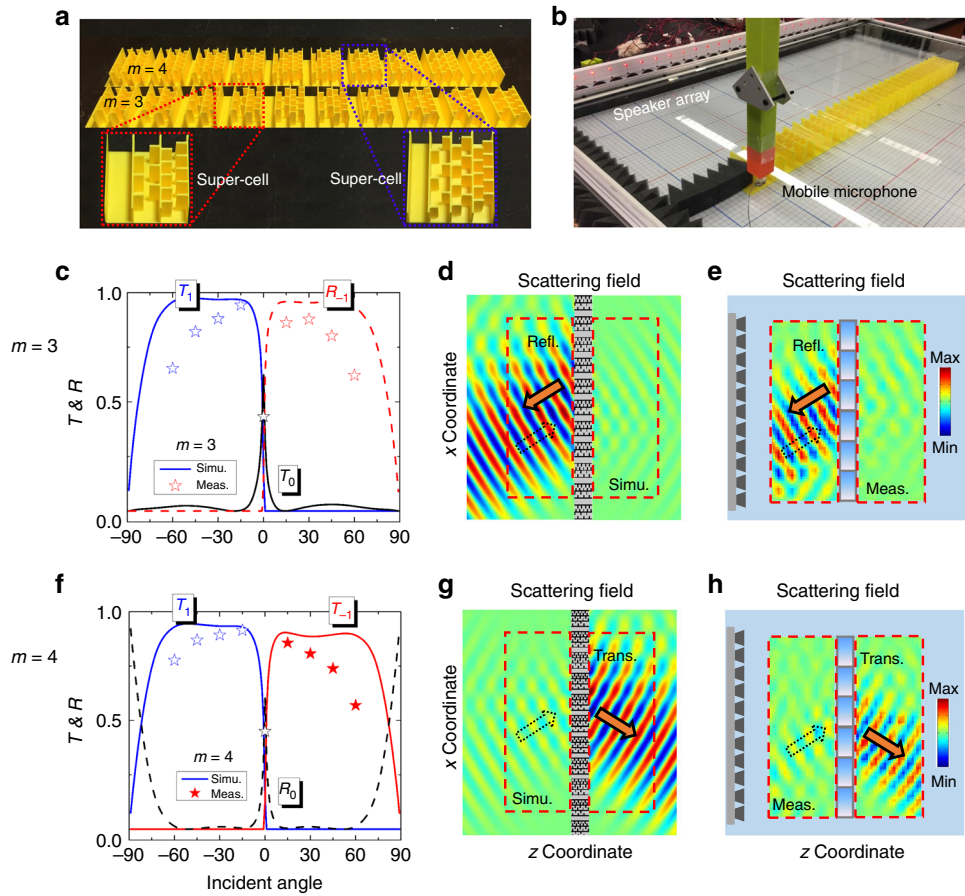 a
m = 4
m = 3
Super-cell
Super-cell
b
Speaker array
Mobile microphone
c
T1
R−1
1.0
0.5
0.0
T & R
m = 3
m = 3
Simu.
Meas.
T0
−90
−60
−30
0
30
60
90
d
Scattering field
Refl.
Simu.
x Coordinate
e
Scattering field
Refl.
Meas.
Max
Min
f
T1
T−1
1.0
0.5
1.0
T & R
m = 4
m = 4
Simu.
Meas.
R0
−90
−60
−30
0
30
60
90
Incident angle
g
Scattering field
Trans.
Simu.
x Coordinate
z Coordinate
h
Scattering field
Trans.
Meas.
Max
Min
z Coordinate